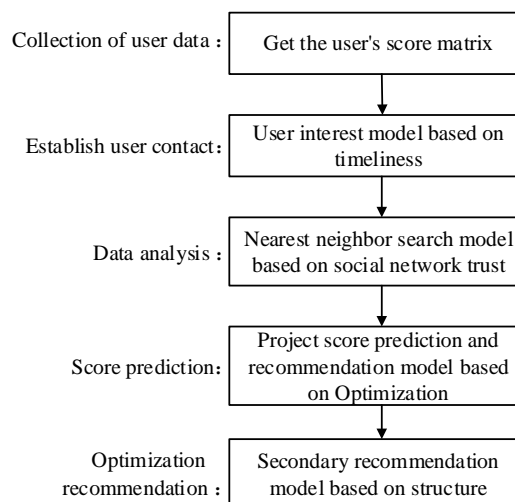 Collection of user data：
Get the user's score matrix
Establish user contact:
User interest model based on
timeliness
Data analysis：
Nearest neighbor search model
based on social network trust
Score prediction:
Project score prediction and
recommendation model based
on Optimization
Optimization
recommendation：
Secondary recommendation
model based on structure